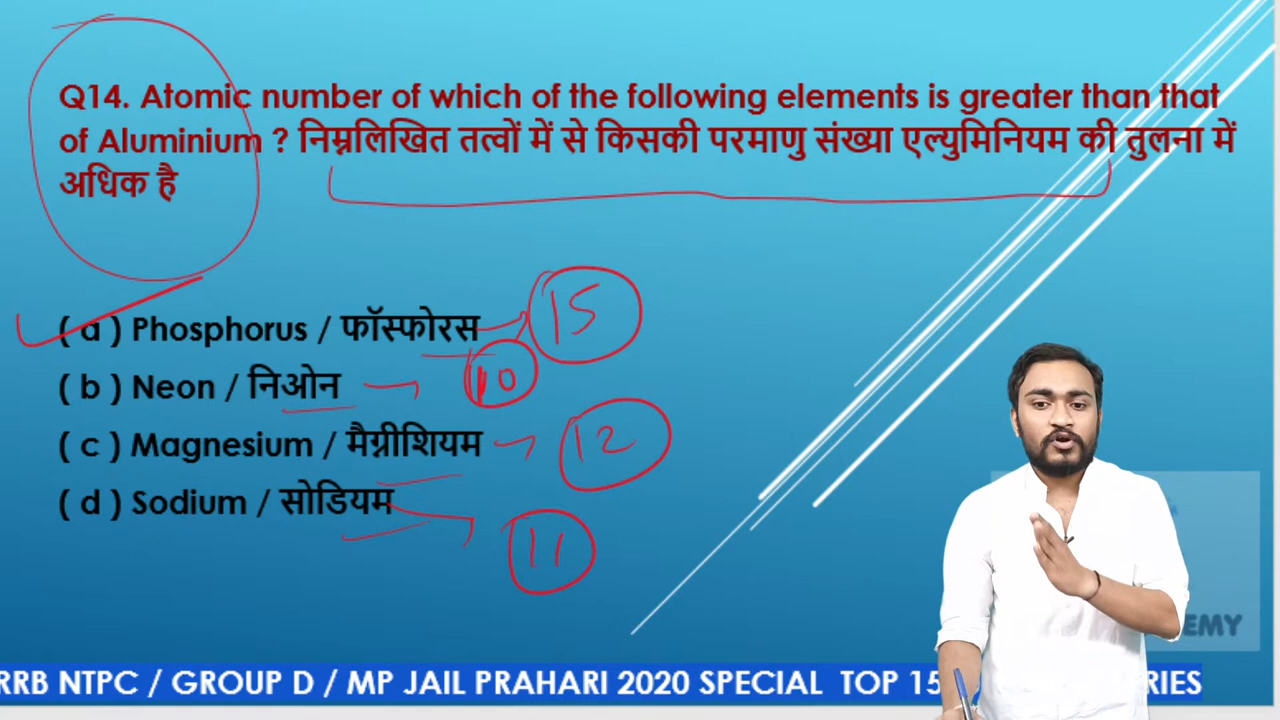 Q14. Atomic number of which of the following elements is greater than that
of Aluminium ? निम्नलिखित तत्वों में से किसकी परमाणु संख्या एल्युमिनियम की तुलना में
अधिक है
( a ) Phosphorus / फॉस्फोरस 15
( b ) Neon / निओन 10
( c ) Magnesium / मैग्नीशियम 12
( d ) Sodium / सोडियम 11
RRB NTPC / GROUP D / MP JAIL PRAHARI 2020 SPECIAL TOP 15